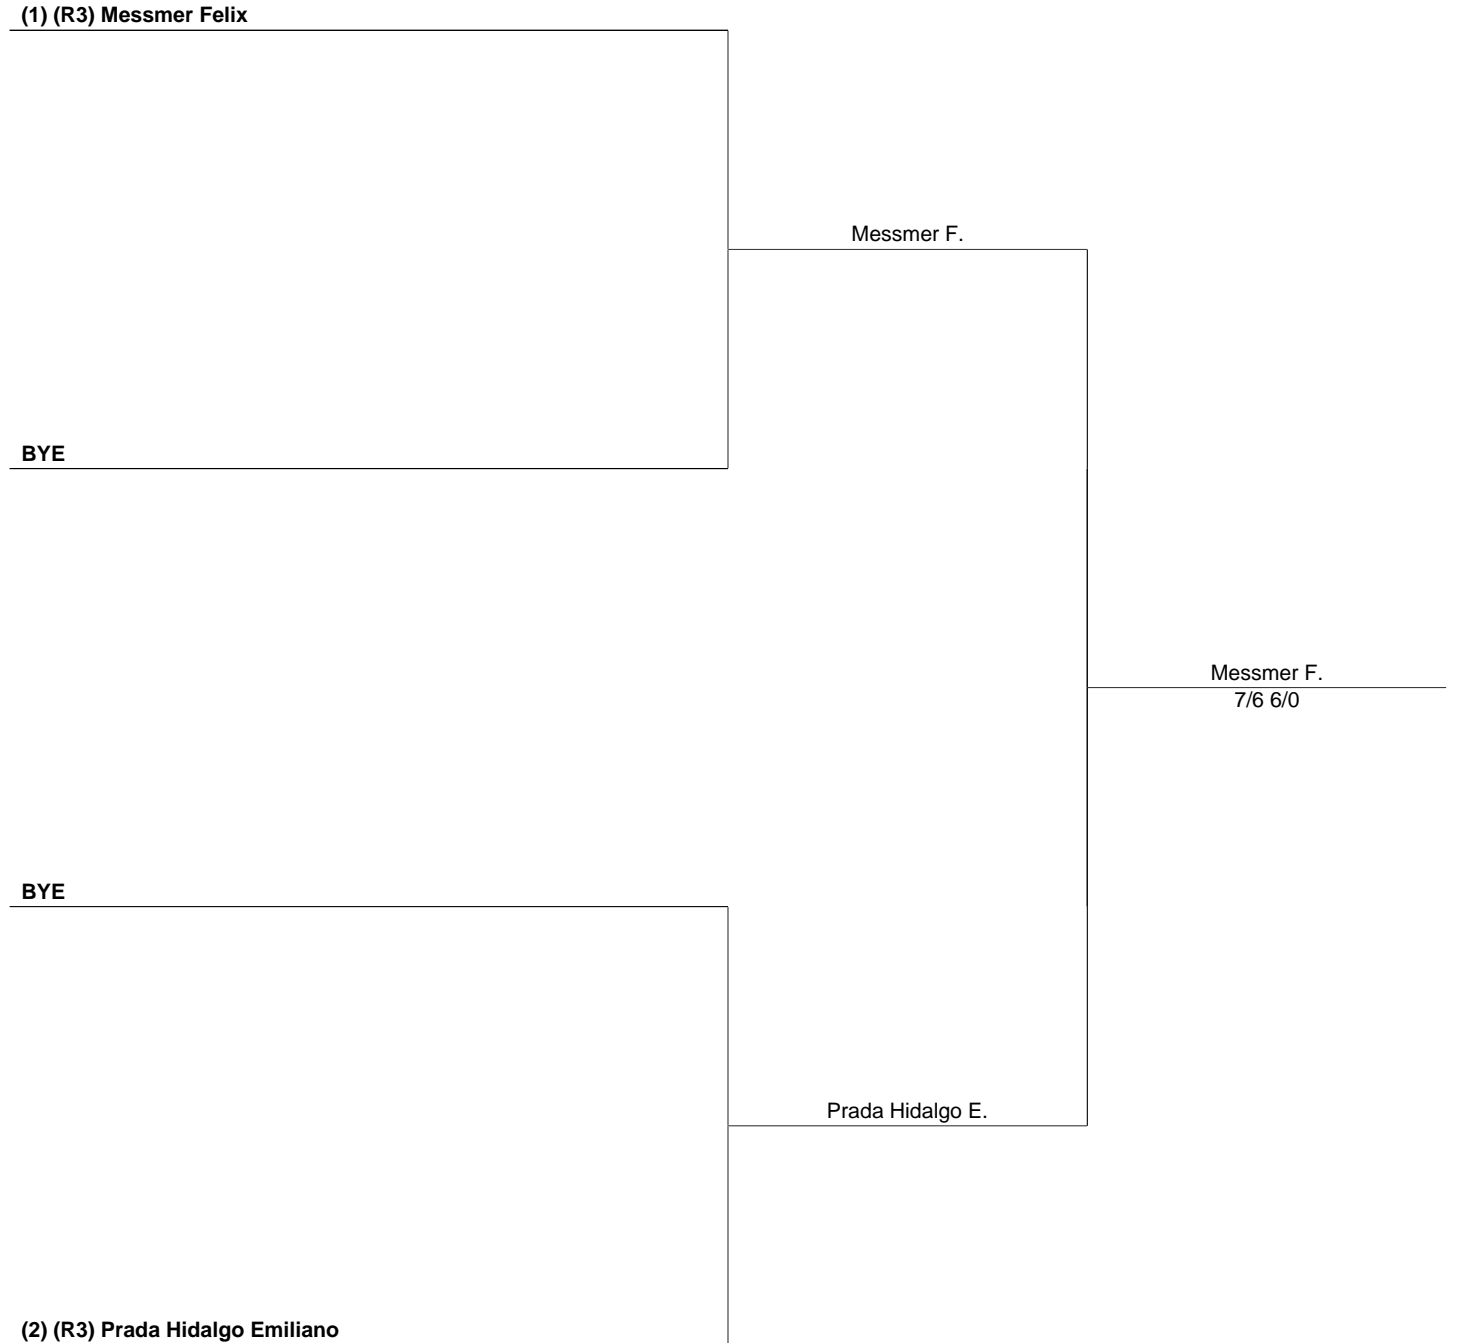 (1) (R3) Messmer Felix
Messmer F.
BYE
Messmer F.
7/6 6/0
BYE
Prada Hidalgo E.
(2) (R3) Prada Hidalgo Emiliano